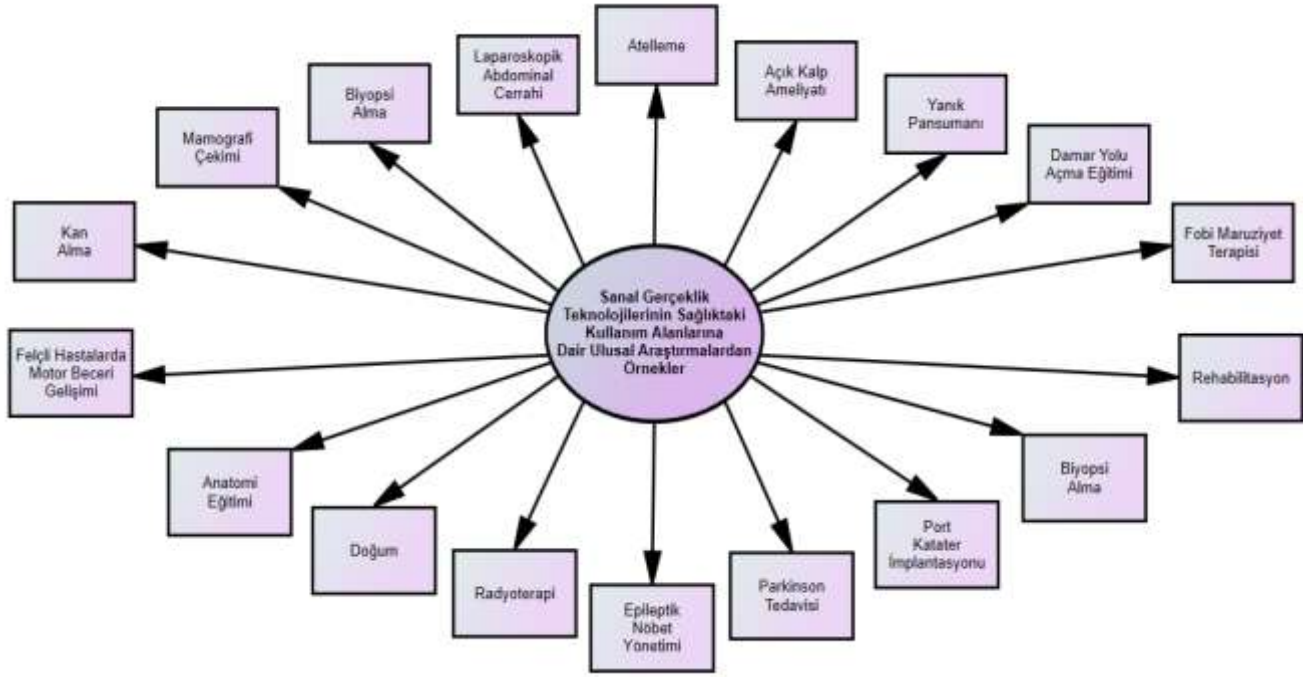 Atelleme
Laparoskopik
Abdominal
Cerrahi
Açık Kalp
Ameliyatı
Biyopsi
Alma
Yanık
Pansumanı
Mamografi
Çekimi
Damar Yolu
Açma Eğitimi
Kan
Alma
Fobi Maruziyet
Terapisi
Sanal Gerçeklik
Teknolojilerinin Sağlıktaki
Kullanım Alanlarına
Dair Ulusal Araştırmalardan
Örnekler
Felçli Hastalarda
Motor Beceri
Gelişimi
Rehabilitasyon
Anatomi
Eğitimi
Biyopsi
Alma
Doğum
Port
Katater
İmplantasyonu
Radyoterapi
Parkinson
Tedavisi
Epileptik
Nöbet
Yönetimi